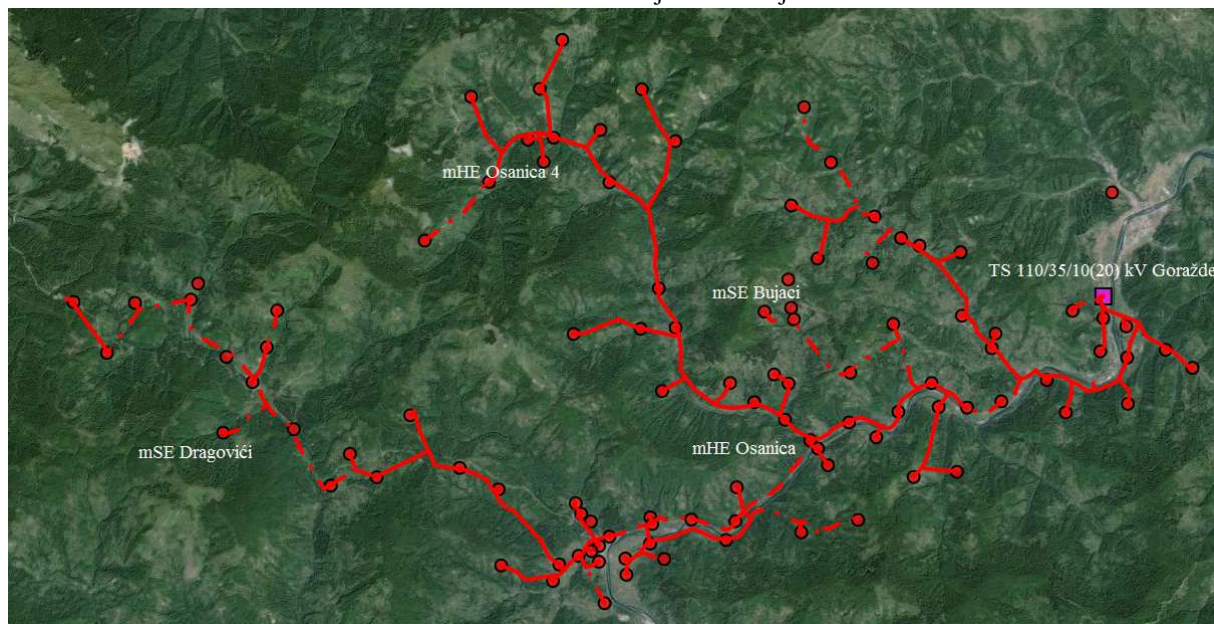 mHE Osanica 4
TS 110/35/10(20) kV Goražde
mSE Bujaci
mHE Osanica
mSE Dragovići